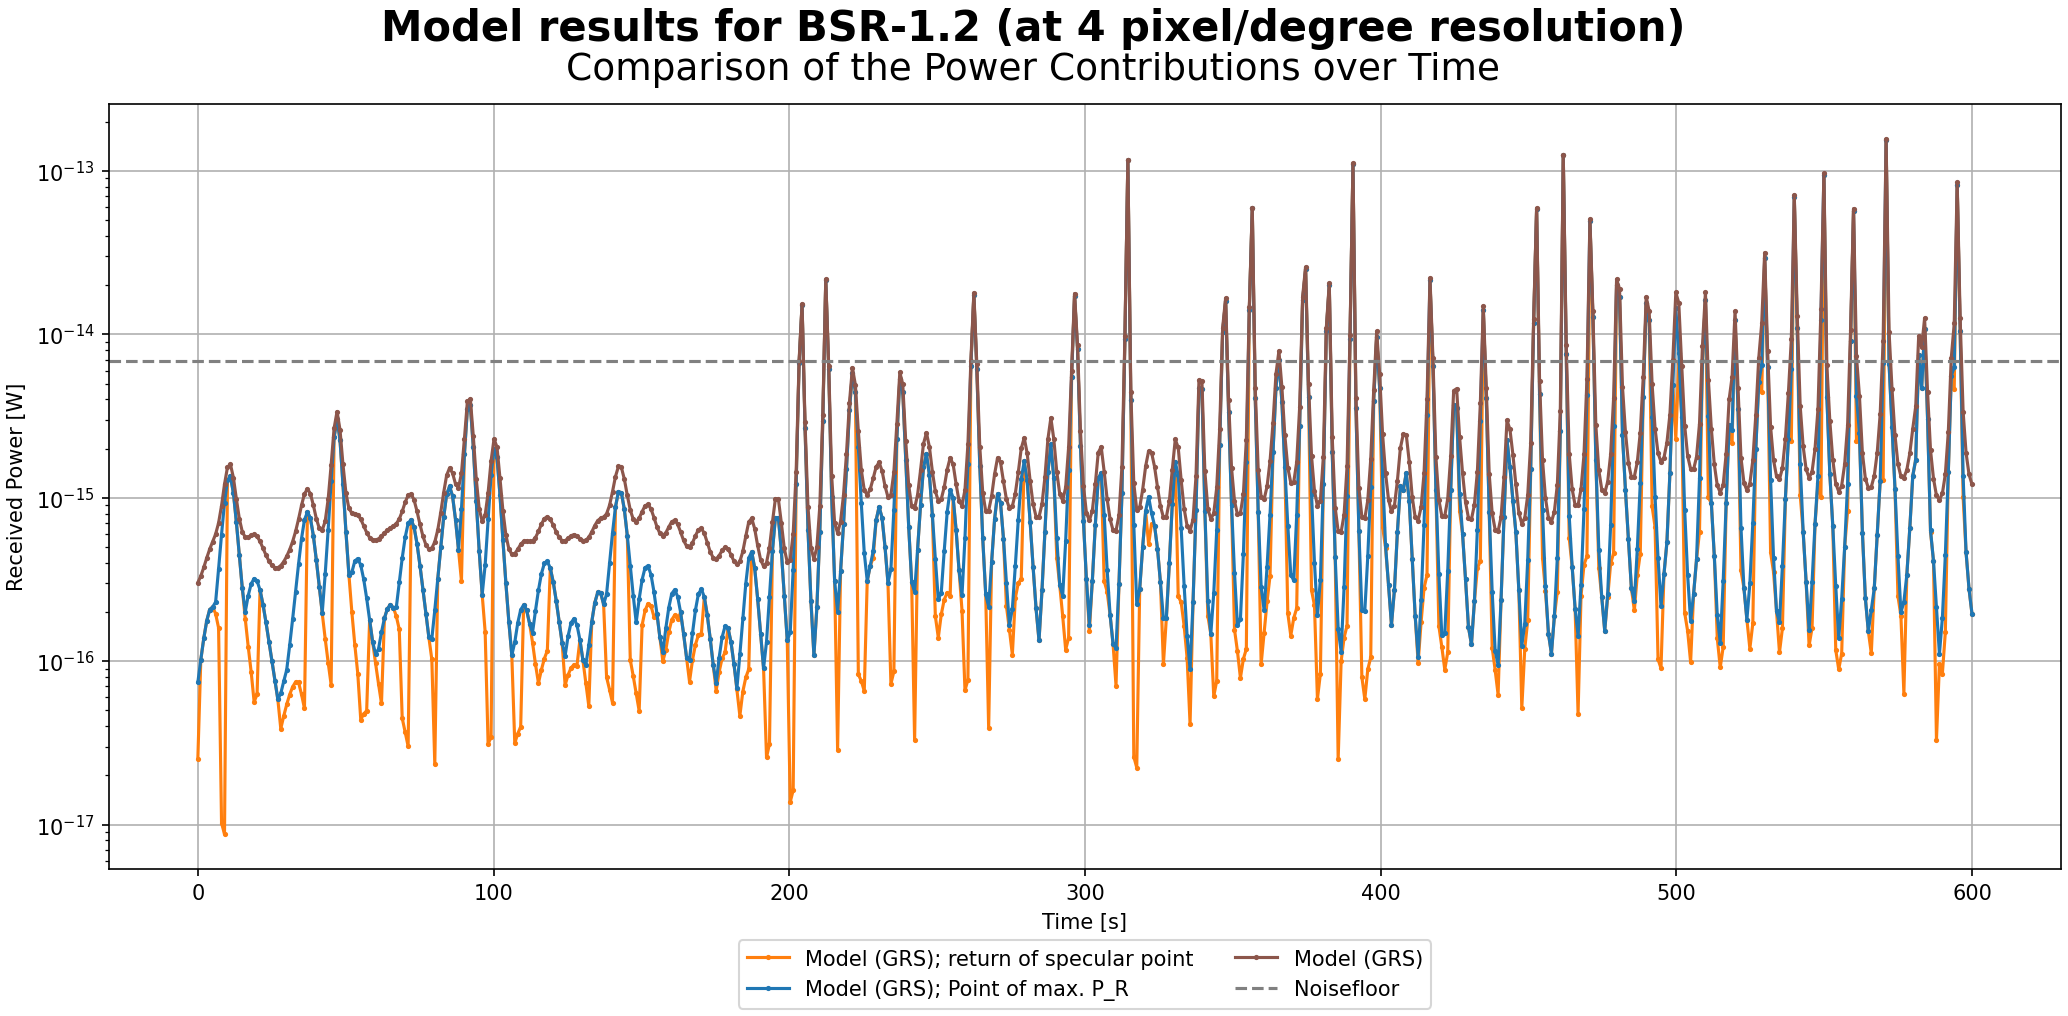 Model results for BSR-1.2 (at 4 pixel/degree resolution)
Comparison of the Power Contributions over Time
Received Power [W]
10⁻¹³
10⁻¹⁴
10⁻¹⁵
10⁻¹⁶
10⁻¹⁷
0 100 200 300 400 500 600
Time [s]
Model (GRS); return of specular point
Model (GRS); Point of max. P_R
Model (GRS)
Noisefloor